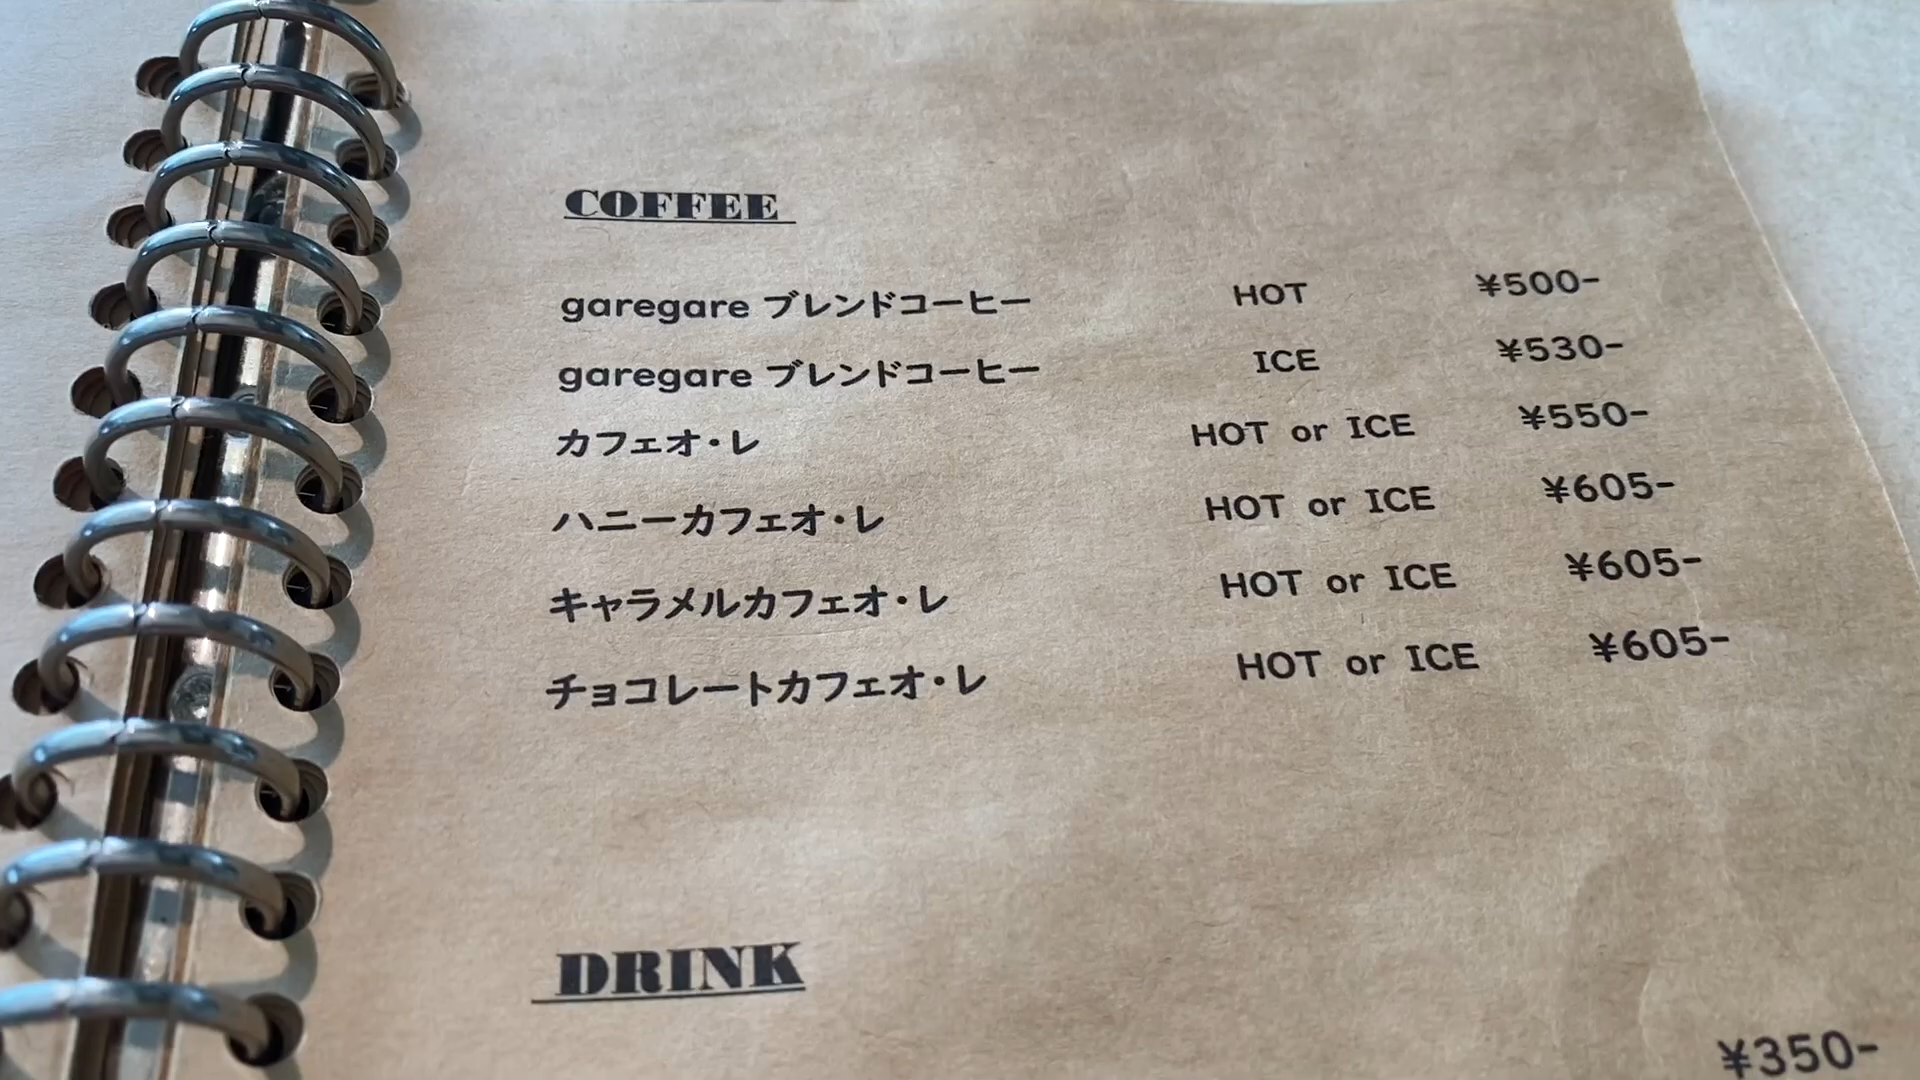 COFFEE
garegare ブレンドコーヒー HOT ¥500-
garegare ブレンドコーヒー ICE ¥530-
カフェオ・レ HOT or ICE ¥550-
ハニーカフェオ・レ HOT or ICE ¥605-
キャラメルカフェオ・レ HOT or ICE ¥605-
チョコレートカフェオ・レ HOT or ICE ¥605-
DRINK
¥350-